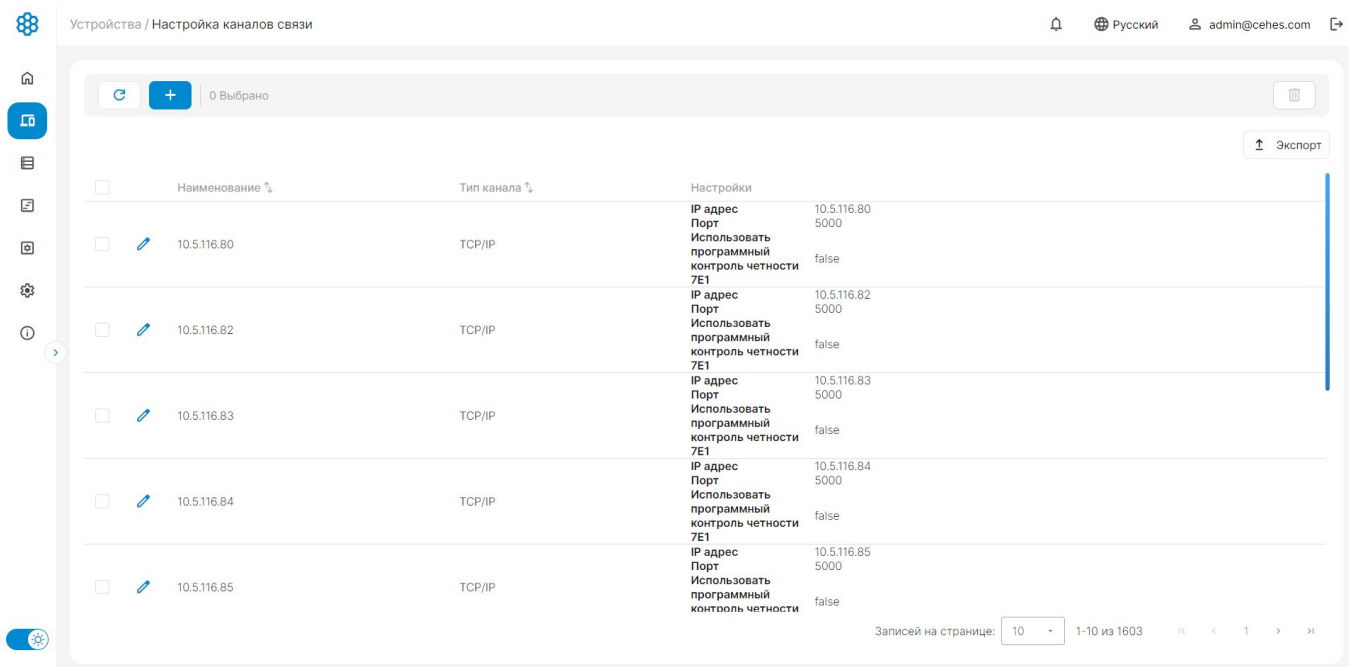 Устройства / Настройка каналов связи
Русский
admin@cehes.com
0 Выбрано
Экспорт
Наименование Тип канала Настройки
10.5.116.80 TCP/IP
IP адрес 10.5.116.80
Порт 5000
Использовать
программный
контроль четности
7E1
false
10.5.116.82 TCP/IP
IP адрес 10.5.116.82
Порт 5000
Использовать
программный
контроль четности
7E1
false
10.5.116.83 TCP/IP
IP адрес 10.5.116.83
Порт 5000
Использовать
программный
контроль четности
7E1
false
10.5.116.84 TCP/IP
IP адрес 10.5.116.84
Порт 5000
Использовать
программный
контроль четности
7E1
false
10.5.116.85 TCP/IP
IP адрес 10.5.116.85
Порт 5000
Использовать
программный
контроль четности
false
Записей на странице: 10 1-10 из 1603 1